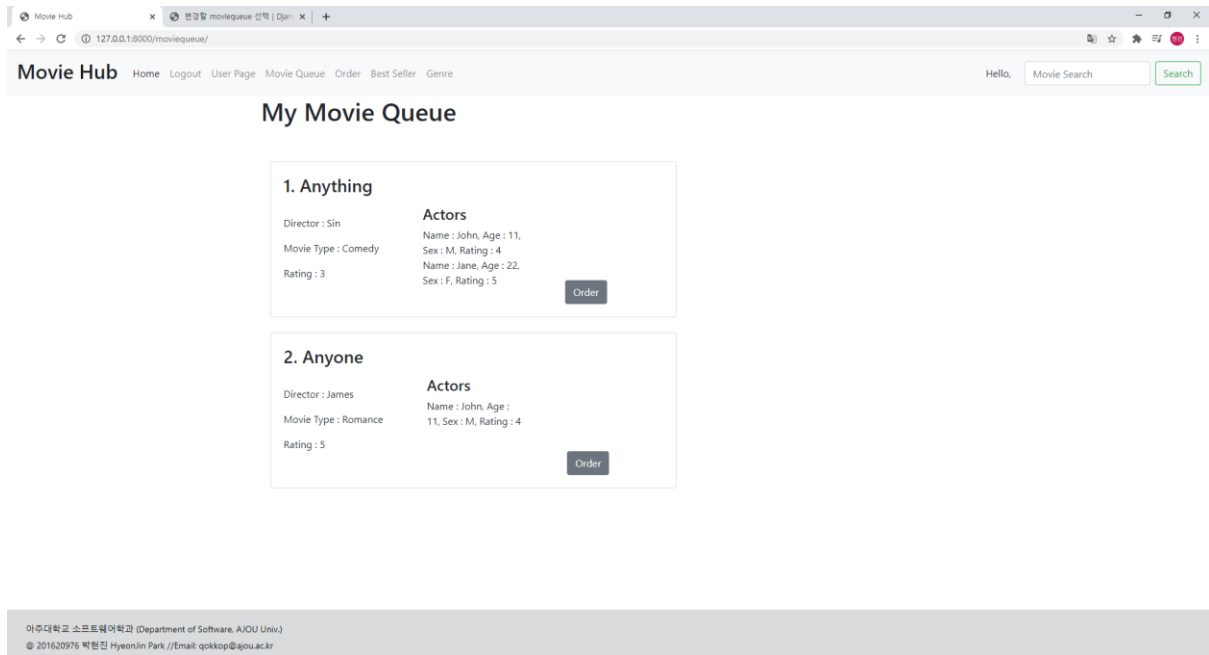 Movie Hub
변경할 moviequeue 선택 | Djan
127.0.0.1:8000/moviequeue/
Movie Hub Home Logout User Page Movie Queue Order Best Seller Genre Hello, Movie Search Search
My Movie Queue
1. Anything
Director : Sin
Movie Type : Comedy
Rating : 3
Actors
Name : John, Age : 11,
Sex : M, Rating : 4
Name : Jane, Age : 22,
Sex : F, Rating : 5
Order
2. Anyone
Director : James
Movie Type : Romance
Rating : 5
Actors
Name : John, Age :
11, Sex : M, Rating : 4
Order
아주대학교 소프트웨어학과 (Department of Software, AJOU Univ.)
@ 201620976 박현진 HyeonJin Park //Email: qokkop@ajou.ac.kr